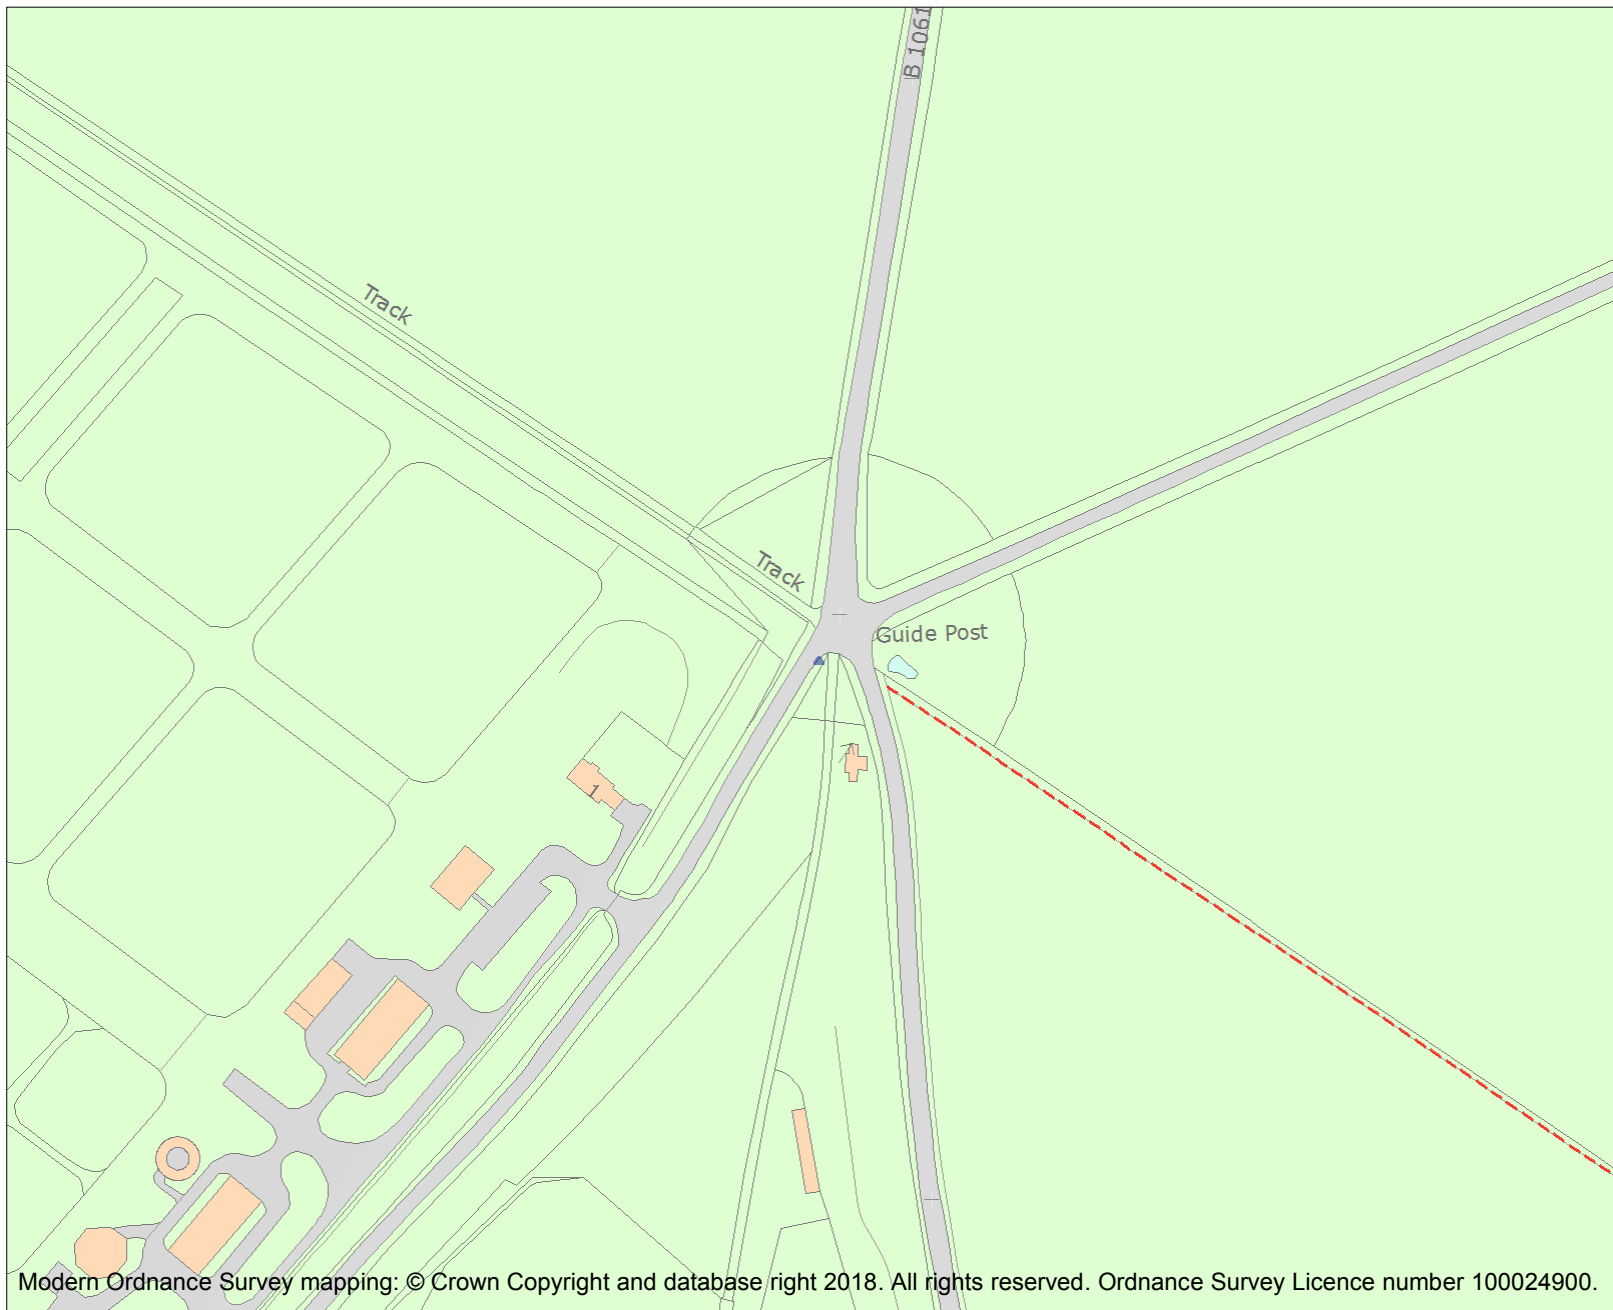 B 1061
Track
Track
Guide Post
1
Modern Ordnance Survey mapping: © Crown Copyright and database right 2018. All rights reserved. Ordnance Survey Licence number 100024900.